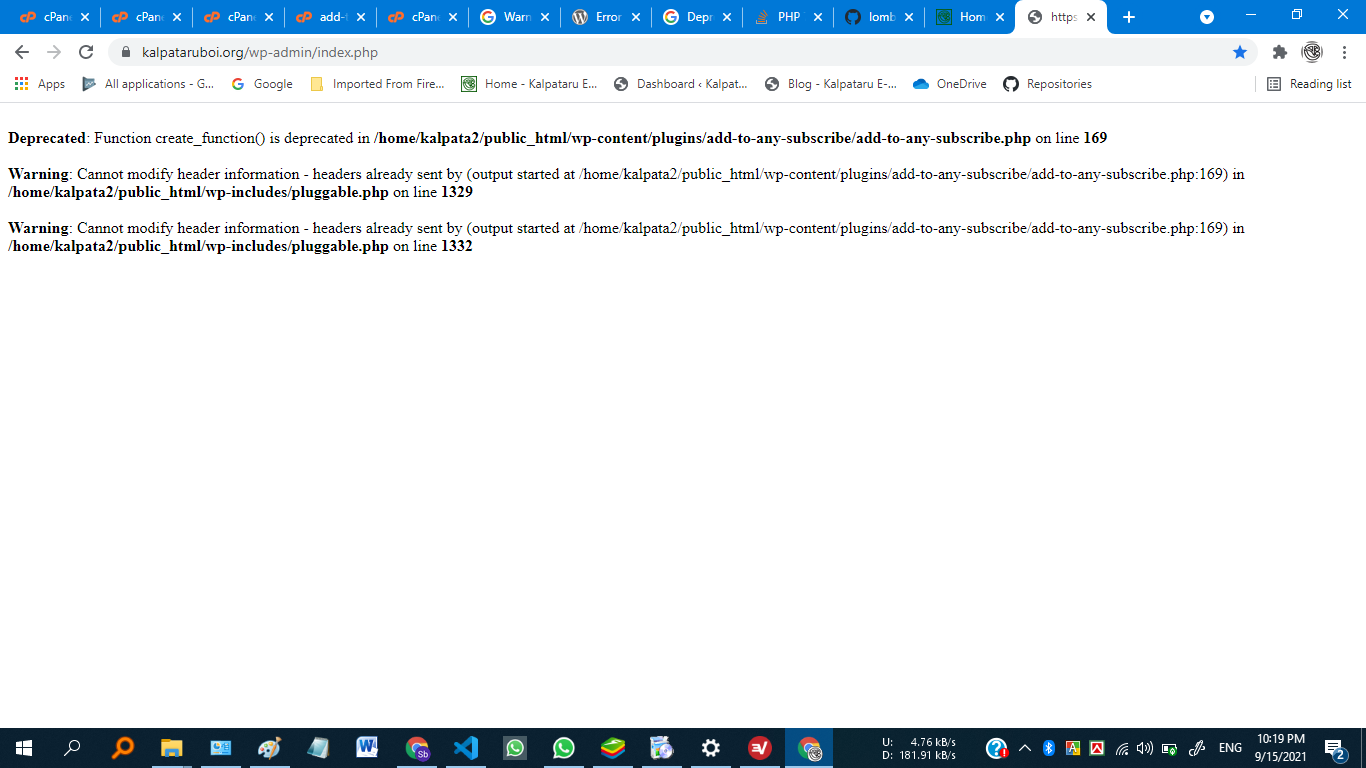 cPane
cPane
cPane
add-t
cPane
Warn
Error
Depr
PHP
lomb
Hom
https
kalpataruboi.org/wp-admin/index.php
Apps
All applications - G...
Google
Imported From Fire...
Home - Kalpataru E...
Dashboard ‹ Kalpat...
Blog - Kalpataru E-...
OneDrive
Repositories
Reading list
Deprecated: Function create_function() is deprecated in /home/kalpata2/public_html/wp-content/plugins/add-to-any-subscribe/add-to-any-subscribe.php on line 169
Warning: Cannot modify header information - headers already sent by (output started at /home/kalpata2/public_html/wp-content/plugins/add-to-any-subscribe/add-to-any-subscribe.php:169) in
/home/kalpata2/public_html/wp-includes/pluggable.php on line 1329
Warning: Cannot modify header information - headers already sent by (output started at /home/kalpata2/public_html/wp-content/plugins/add-to-any-subscribe/add-to-any-subscribe.php:169) in
/home/kalpata2/public_html/wp-includes/pluggable.php on line 1332
U: 4.76 kB/s
D: 181.91 kB/s
ENG
10:19 PM
9/15/2021
2